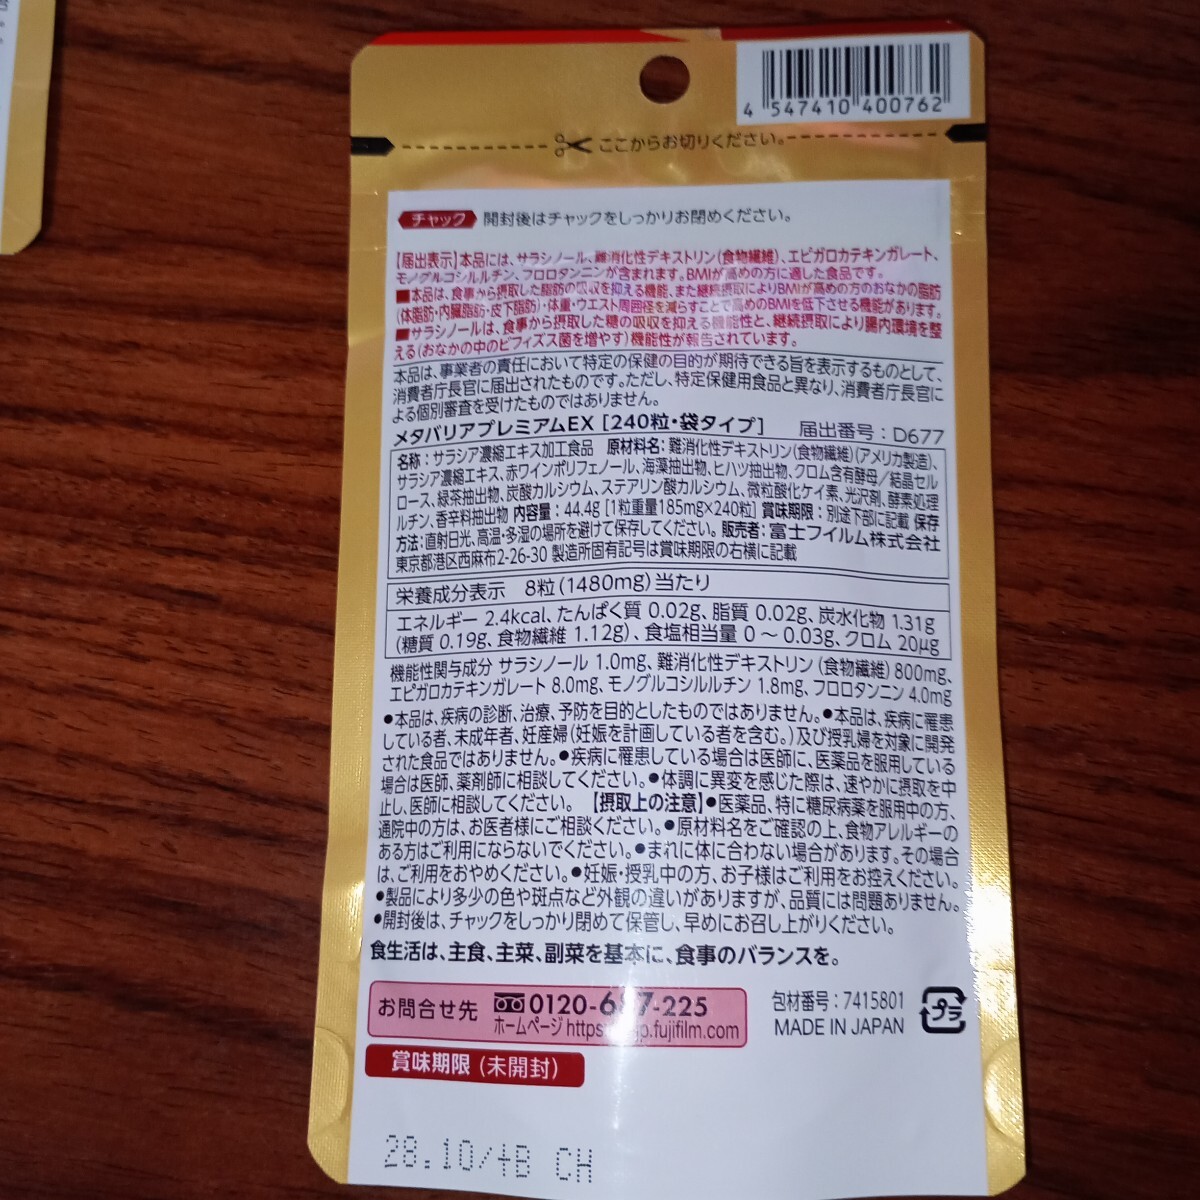 4 547410 400762
ここからお切りください。
チャック 開封後はチャックをしっかりお閉めください。
【届出表示】本品には、サラシノール、難消化性デキストリン(食物繊維)、エピガロカテキンガレート、
モノグルコシルルチン、フロロタンニンが含まれます。BMIが高めの方に適した食品です。
■本品は、食事から摂取した脂肪の吸収を抑える機能、また継続摂取によりBMIが高めの方のおなかの脂肪
(体脂肪・内臓脂肪・皮下脂肪)・体重・ウエスト周囲径を減らすことで高めのBMIを低下させる機能があります。
■サラシノールは、食事から摂取した糖の吸収を抑える機能性と、継続摂取により腸内環境を整
える(おなかの中のビフィズス菌を増やす)機能性が報告されています。
本品は、事業者の責任において特定の保健の目的が期待できる旨を表示するものとして、
消費者庁長官に届出されたものです。ただし、特定保健用食品と異なり、消費者庁長官に
よる個別審査を受けたものではありません。
メタバリアプレミアムEX [240粒・袋タイプ] 届出番号：D677
名称：サラシア濃縮エキス加工食品 原材料名：難消化性デキストリン(食物繊維)(アメリカ製造)、
サラシア濃縮エキス、赤ワインポリフェノール、海藻抽出物、ヒハツ抽出物、クロム含有酵母／結晶セル
ロース、緑茶抽出物、炭酸カルシウム、ステアリン酸カルシウム、微粒酸化ケイ素、光沢剤、酵素処理
ルチン、香辛料抽出物 内容量：44.4g [1粒重量185mg×240粒] 賞味期限：別途下部に記載 保存
方法：直射日光、高温・多湿の場所を避けて保存してください。販売者：富士フイルム株式会社
東京都港区西麻布2-26-30 製造所固有記号は賞味期限の右横に記載
栄養成分表示 8粒(1480mg)当たり
エネルギー 2.4kcal、たんぱく質 0.02g、脂質 0.02g、炭水化物 1.31g
(糖質 0.19g、食物繊維 1.12g)、食塩相当量 0～0.03g、クロム 20μg
機能性関与成分 サラシノール 1.0mg、難消化性デキストリン(食物繊維)800mg、
エピガロカテキンガレート 8.0mg、モノグルコシルルチン 1.8mg、フロロタンニン 4.0mg
●本品は、疾病の診断、治療、予防を目的としたものではありません。●本品は、疾病に罹患
している者、未成年者、妊産婦(妊娠を計画している者を含む。)及び授乳婦を対象に開発
された食品ではありません。●疾病に罹患している場合は医師に、医薬品を服用している
場合は医師、薬剤師に相談してください。●体調に異変を感じた際は、速やかに摂取を中
止し、医師に相談してください。【摂取上の注意】●医薬品、特に糖尿病薬を服用中の方、
通院中の方は、お医者様にご相談ください。●原材料名をご確認の上、食物アレルギーの
ある方はご利用にならないでください。●まれに体に合わない場合があります。その場合
は、ご利用をおやめください。●妊娠・授乳中の方、お子様はご利用をお控えください。
●製品により多少の色や斑点など外観の違いがありますが、品質には問題ありません。
●開封後は、チャックをしっかり閉めて保管し、早めにお召し上がりください。
食生活は、主食、主菜、副菜を基本に、食事のバランスを。
お問合せ先 0120-687-225 包材番号：7415801
ホームページ .fujifilm.com MADE IN JAPAN プラ
賞味期限 (未開封)
28.10/ CH